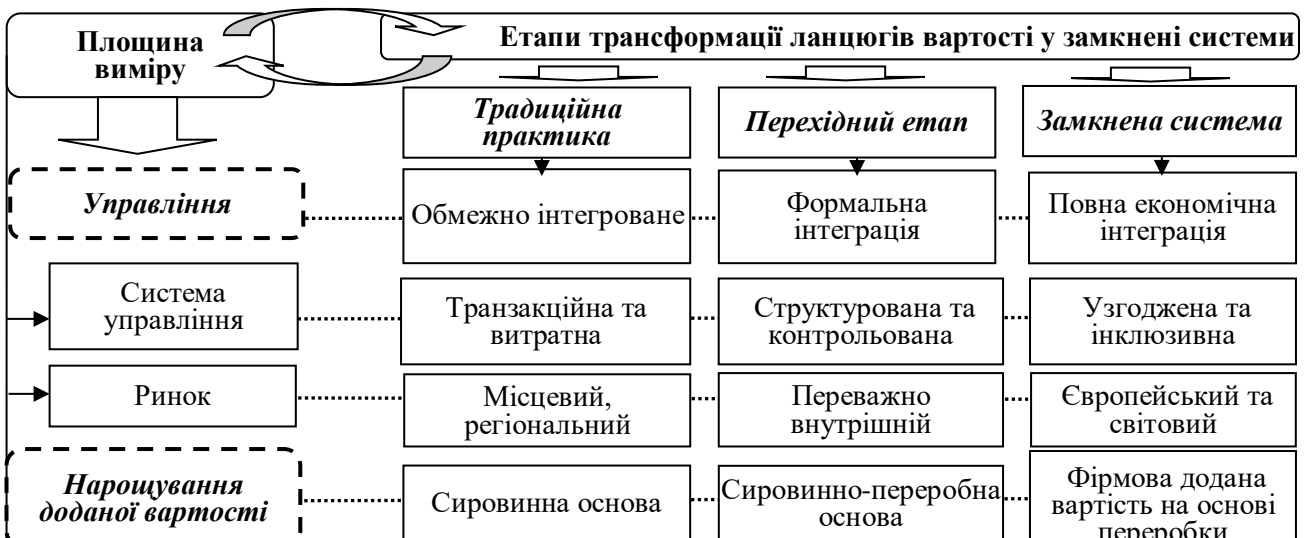 Площина
виміру
Етапи трансформації ланцюгів вартості у замкнені системи
Традиційна
практика
Перехідний етап
Замкнена система
Управління
Обмежно інтегроване
Формальна
інтеграція
Повна економічна
інтеграція
Система
управління
Транзакційна та
витратна
Структурована та
контрольована
Узгоджена та
інклюзивна
Ринок
Місцевий,
регіональний
Переважно
внутрішній
Європейський та
світовий
Нарощування
доданої вартості
Сировинна основа
Сировинно-переробна
основа
Фірмова додана
вартість на основі
переробки